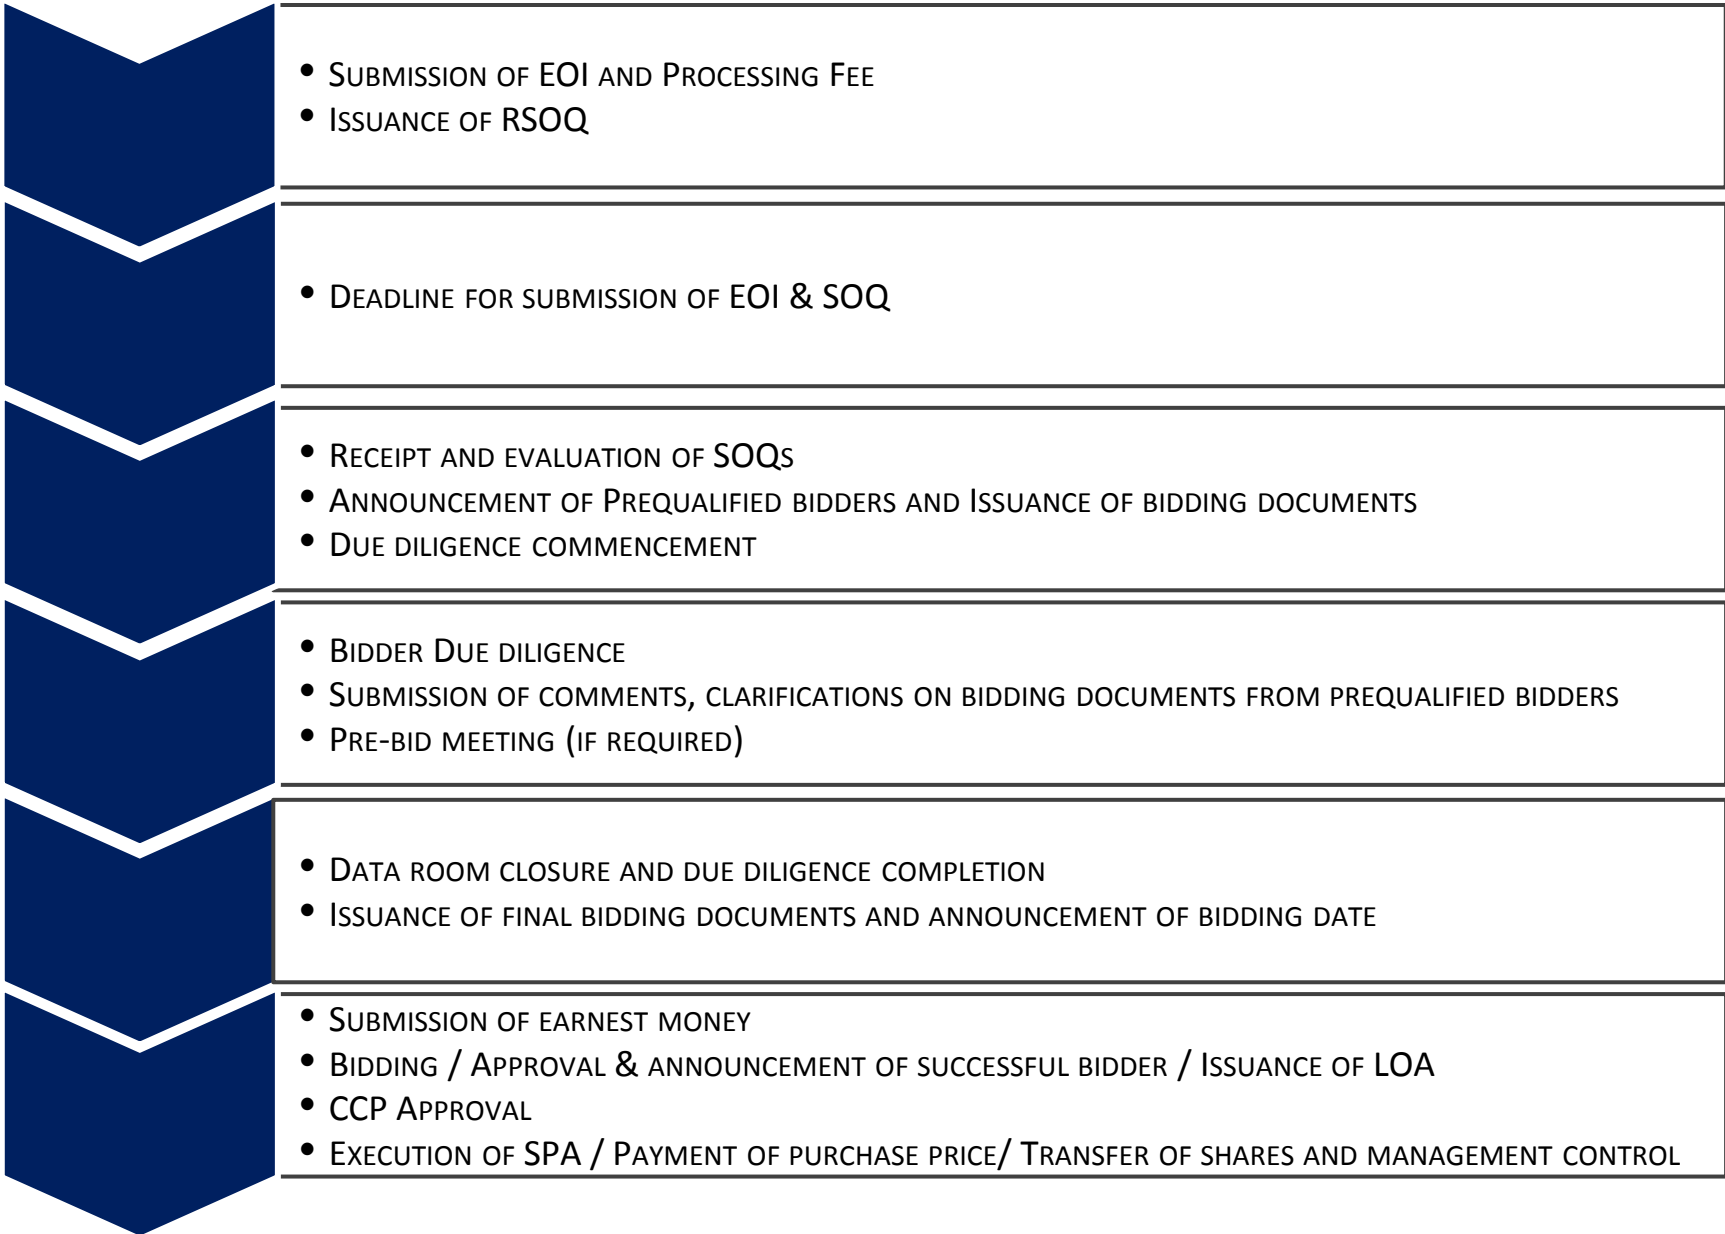 • Submission of EOI and Processing Fee
• Issuance of RSOQ
• Deadline for submission of EOI & SOQ
• Receipt and evaluation of SOQs
• Announcement of Prequalified bidders and Issuance of bidding documents
• Due diligence commencement
• Bidder Due diligence
• Submission of comments, clarifications on bidding documents from prequalified bidders
• Pre-bid meeting (if required)
• Data room closure and due diligence completion
• Issuance of final bidding documents and announcement of bidding date
• Submission of earnest money
• Bidding / Approval & announcement of successful bidder / Issuance of LOA
• CCP Approval
• Execution of SPA / Payment of purchase price/ Transfer of shares and management control